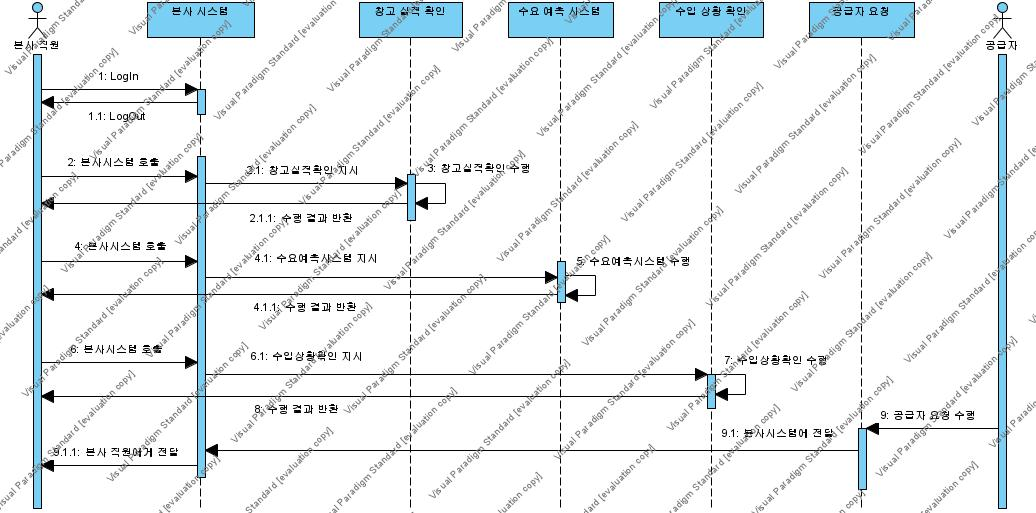 본사 시스템
창고 실적 확인
수요 예측 시스템
수입 상황 확인
공급자 요청
본사 직원
공급자
1: LogIn
1.1: LogOut
2: 본사시스템 호출
2.1: 창고실적확인 지시
3: 창고실적확인 수행
2.1.1: 수행 결과 반환
4: 본사시스템 호출
4.1: 수요예측시스템 지시
5: 수요예측시스템 수행
4.1.1: 수행 결과 반환
6: 본사시스템 호출
6.1: 수입상황확인 지시
7: 수입상황확인 수행
8: 수행 결과 반환
9: 공급자 요청 수행
9.1: 본사시스템에 전달
9.1.1: 본사 직원에게 전달
Visual Paradigm Standard [evaluation copy]